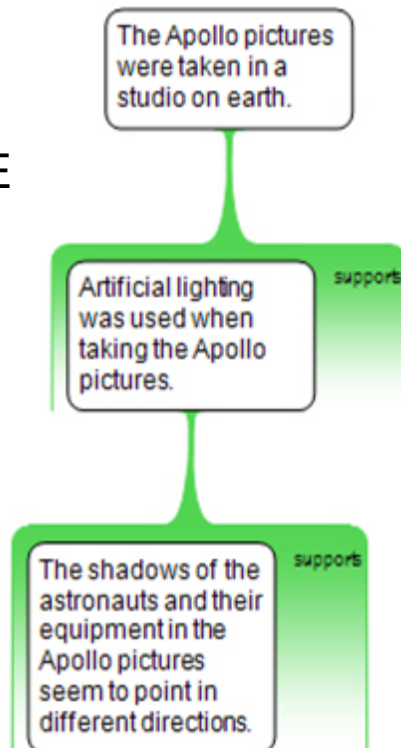 The Apollo pictures
were taken in a
studio on earth.
E
supports
Artificial lighting
was used when
taking the Apollo
pictures.
supports
The shadows of the
astronauts and their
equipment in the
Apollo pictures
seem to point in
different directions.